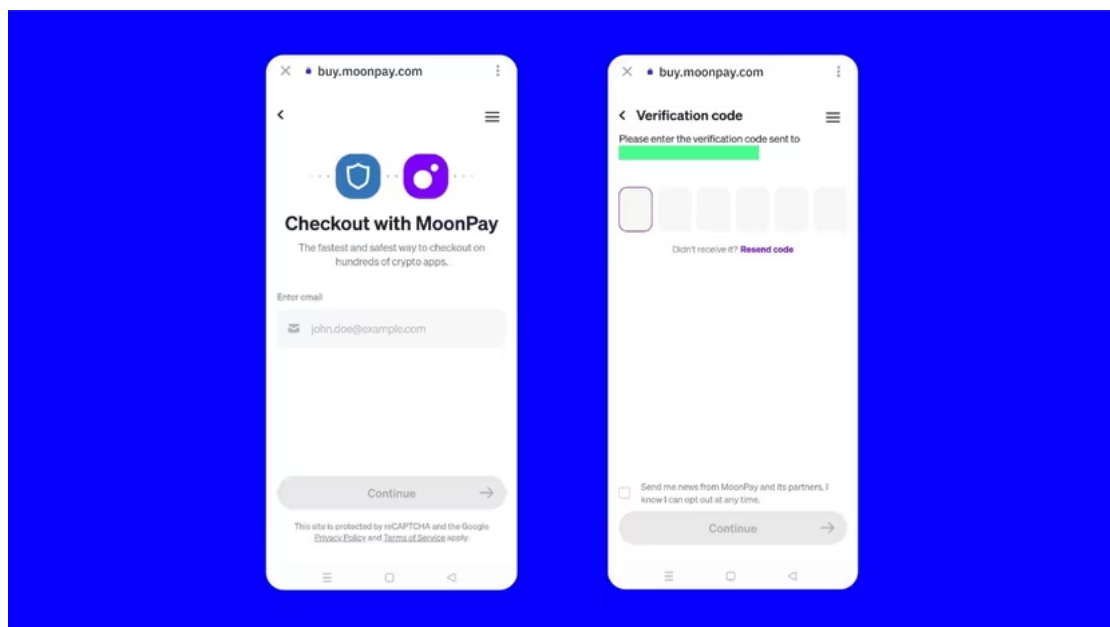 buy.moonpay.com
Checkout with MoonPay
The fastest and safest way to checkout on
hundreds of crypto apps.
Enter email
john.doe@example.com
Continue
This site is protected by reCAPTCHA and the Google
Privacy Policy and Terms of Service apply.
buy.moonpay.com
Verification code
Please enter the verification code sent to
Didn't receive it? Resend code
Send me news from MoonPay and its partners. I
know I can opt out at any time.
Continue